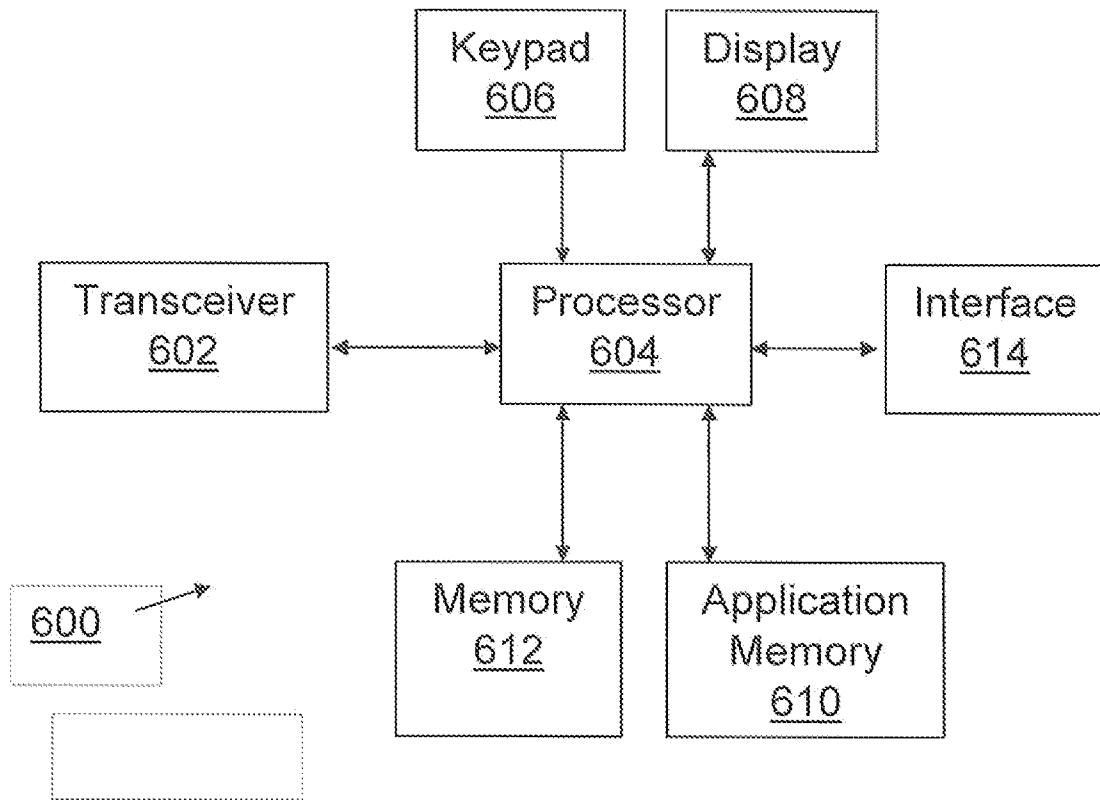 Keypad
606
Display
608
Transceiver
602
Processor
604
Interface
614
600
Memory
612
Application
Memory
610